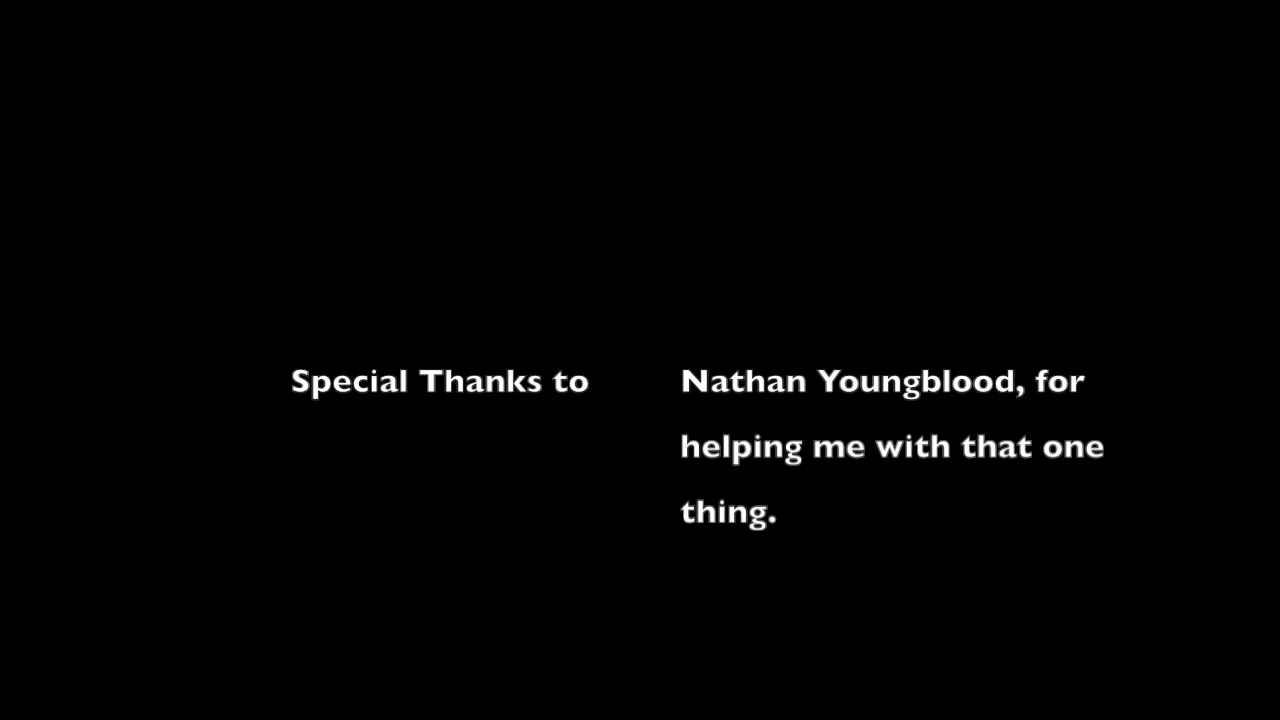 Special Thanks to Nathan Youngblood, for
helping me with that one
thing.